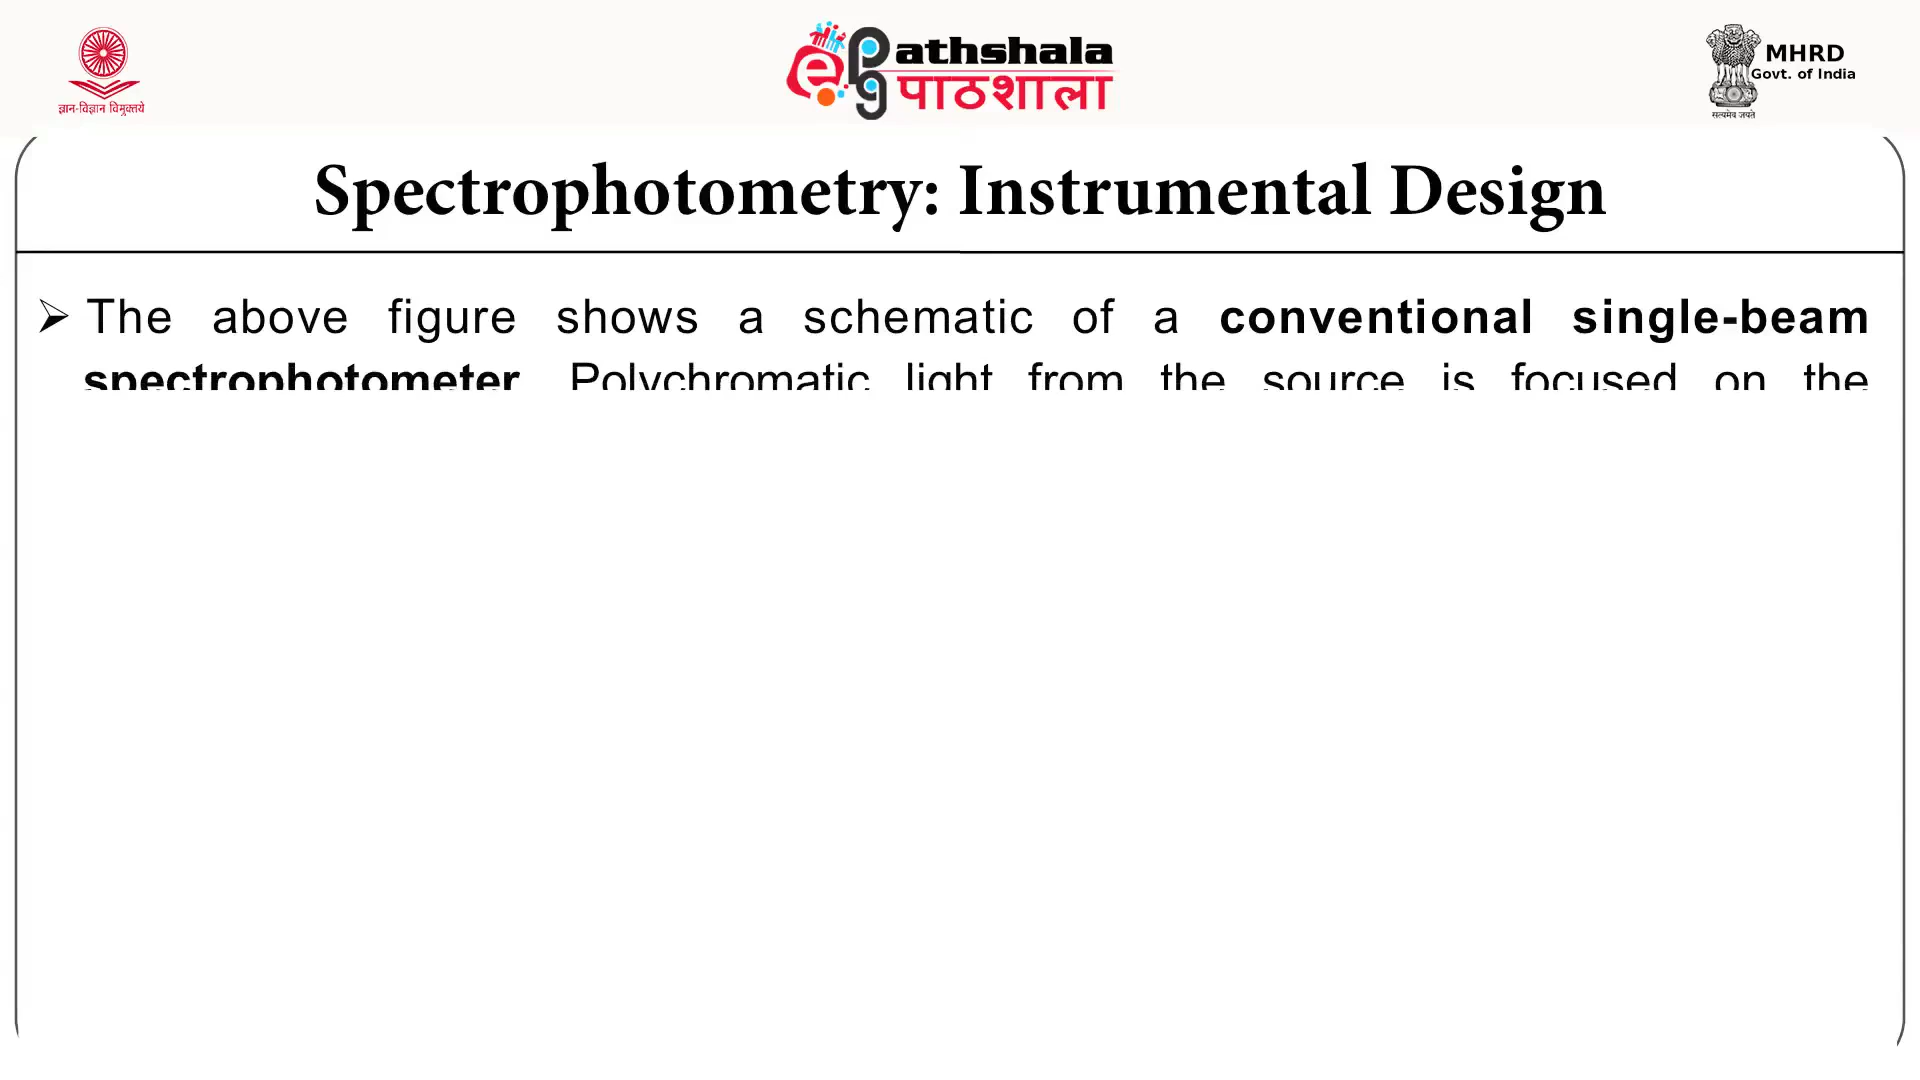 ज्ञान-विज्ञान विमुक्तये
ePathshala
पाठशाला
MHRD
Govt. of India
सत्यमेव जयते
Spectrophotometry: Instrumental Design
➢ The above figure shows a schematic of a conventional single-beam
spectrophotometer Polychromatic light from the source is focused on the